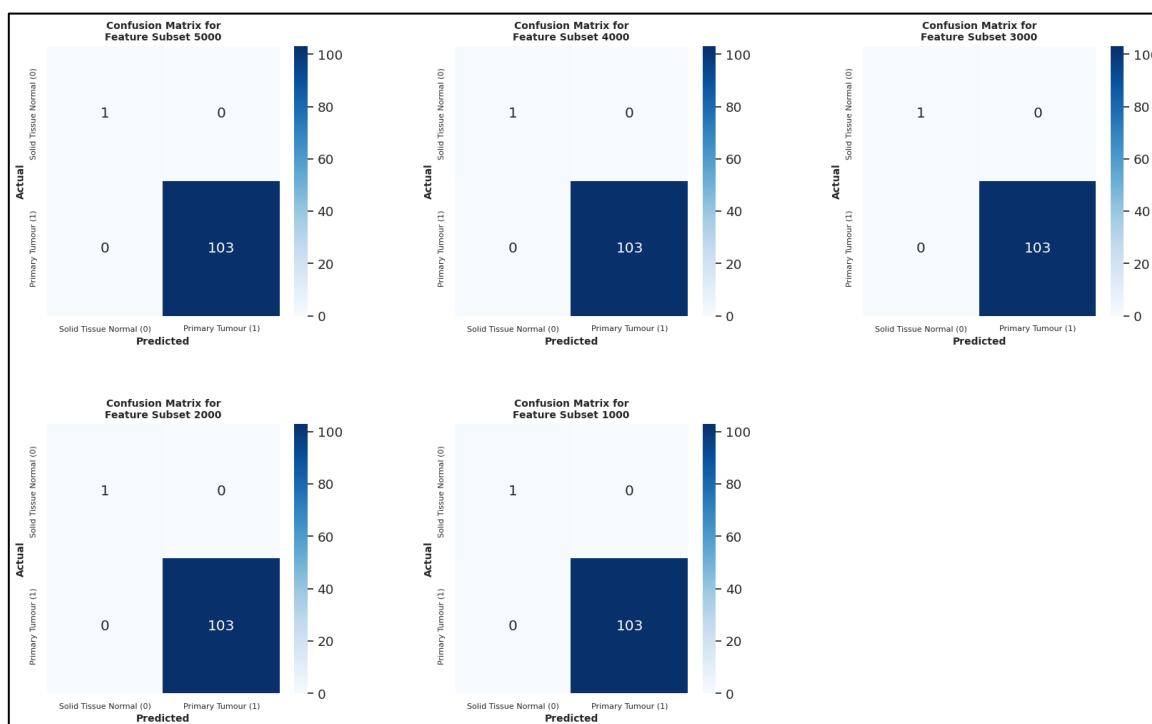 Confusion Matrix for
Feature Subset 5000
Solid Tissue Normal (0)
Primary Tumour (1)
Actual
1 0
0 103
100
80
60
40
20
0
Solid Tissue Normal (0) Primary Tumour (1)
Predicted
Confusion Matrix for
Feature Subset 4000
Solid Tissue Normal (0)
Primary Tumour (1)
Actual
1 0
0 103
100
80
60
40
20
0
Solid Tissue Normal (0) Primary Tumour (1)
Predicted
Confusion Matrix for
Feature Subset 3000
Solid Tissue Normal (0)
Primary Tumour (1)
Actual
1 0
0 103
100
80
60
40
20
0
Solid Tissue Normal (0) Primary Tumour (1)
Predicted
Confusion Matrix for
Feature Subset 2000
Solid Tissue Normal (0)
Primary Tumour (1)
Actual
1 0
0 103
100
80
60
40
20
0
Solid Tissue Normal (0) Primary Tumour (1)
Predicted
Confusion Matrix for
Feature Subset 1000
Solid Tissue Normal (0)
Primary Tumour (1)
Actual
1 0
0 103
100
80
60
40
20
0
Solid Tissue Normal (0) Primary Tumour (1)
Predicted